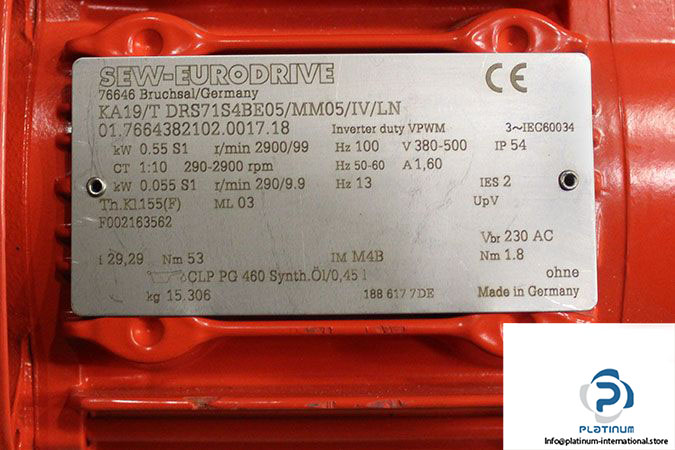 SEW-EURODRIVE
76646 Bruchsal/Germany
CE
KA19/T DRS71S4BE05/MM05/IV/LN
01.7664382102.0017.18 Inverter duty VPWM 3~IEC60034
kW 0.55 S1 r/min 2900/99 Hz 100 V 380-500 IP 54
CT 1:10 290-2900 rpm Hz 50-60 A 1,60
kW 0.055 S1 r/min 290/9.9 Hz 13 IES 2
Th.Kl.155(F) ML 03 UpV
F002163562
Vbr 230 AC
i 29,29 Nm 53 IM M4B Nm 1.8
CLP PG 460 Synth.Öl/0,45 l ohne
kg 15.306 188 617 7DE Made in Germany
PLATINUM
info@platinum-international.store